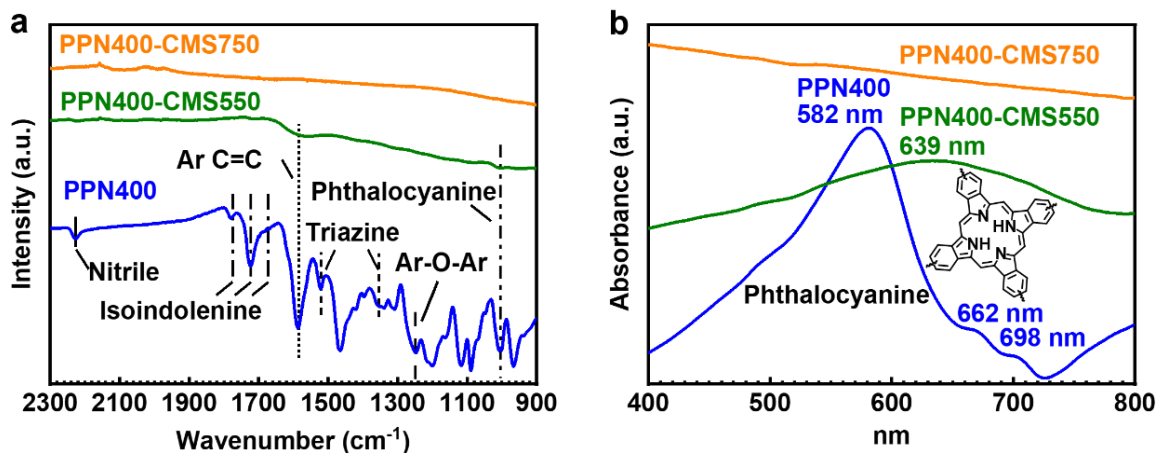 a
PPN400-CMS750
PPN400-CMS550
Ar C=C
PPN400
Phthalocyanine
Triazine
Nitrile
Ar-O-Ar
Isoindolenine
Intensity (a.u.)
2300 2100 1900 1700 1500 1300 1100 900
Wavenumber (cm⁻¹)
b
PPN400-CMS750
PPN400
582 nm
PPN400-CMS550
639 nm
N
HN
NH
N
Phthalocyanine
662 nm
698 nm
Absorbance (a.u.)
400 500 600 700 800
nm